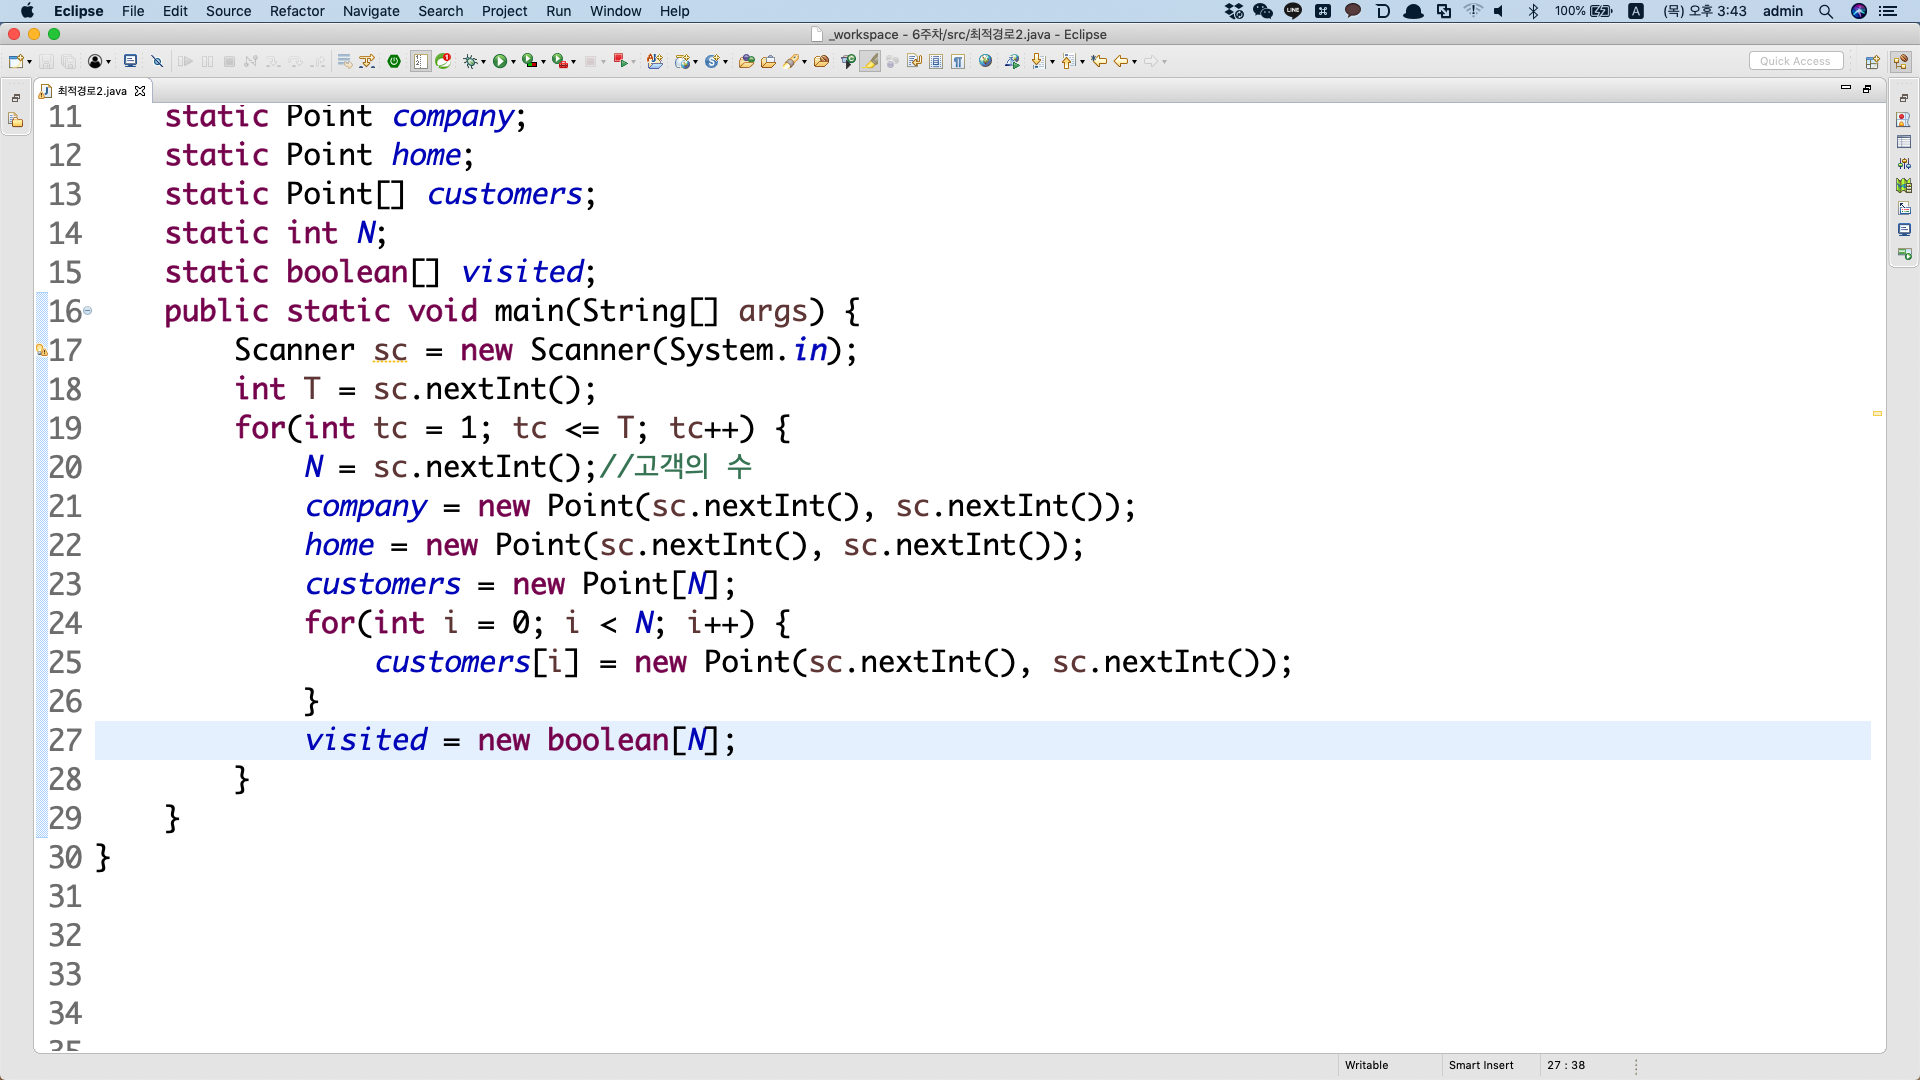 Eclipse File Edit Source Refactor Navigate Search Project Run Window Help 100% A (목) 오후 3:43 admin
_workspace - 6주차/src/최적경로2.java - Eclipse
Quick Access
최적경로2.java
11 static Point company;
12 static Point home;
13 static Point[] customers;
14 static int N;
15 static boolean[] visited;
16 public static void main(String[] args) {
17 Scanner sc = new Scanner(System.in);
18 int T = sc.nextInt();
19 for(int tc = 1; tc <= T; tc++) {
20 N = sc.nextInt();//고객의 수
21 company = new Point(sc.nextInt(), sc.nextInt());
22 home = new Point(sc.nextInt(), sc.nextInt());
23 customers = new Point[N];
24 for(int i = 0; i < N; i++) {
25 customers[i] = new Point(sc.nextInt(), sc.nextInt());
26 }
27 visited = new boolean[N];
28 }
29 }
30 }
31
32
33
34
35
Writable Smart Insert 27 : 38